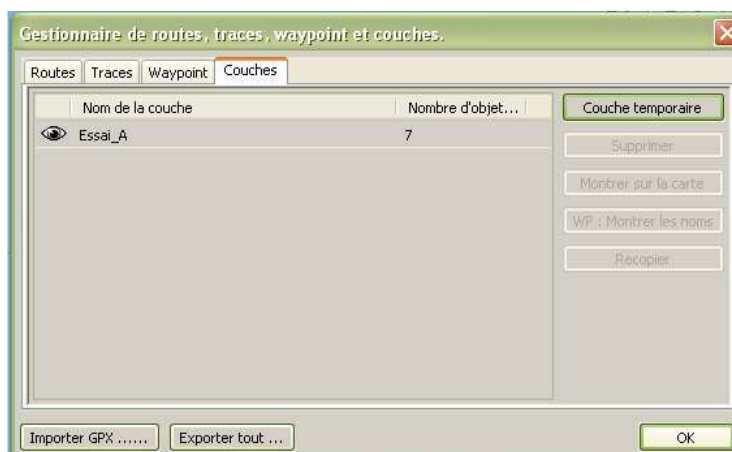 Gestionnaire de routes, traces, waypoint et couches.
Routes Traces Waypoint Couches
Nom de la couche Nombre d'objet... Couche temporaire
Essai_A 7
Supprimer
Montrer sur la carte
WP : Montrer les noms
Recopier
Importer GPX ...... Exporter tout ... OK